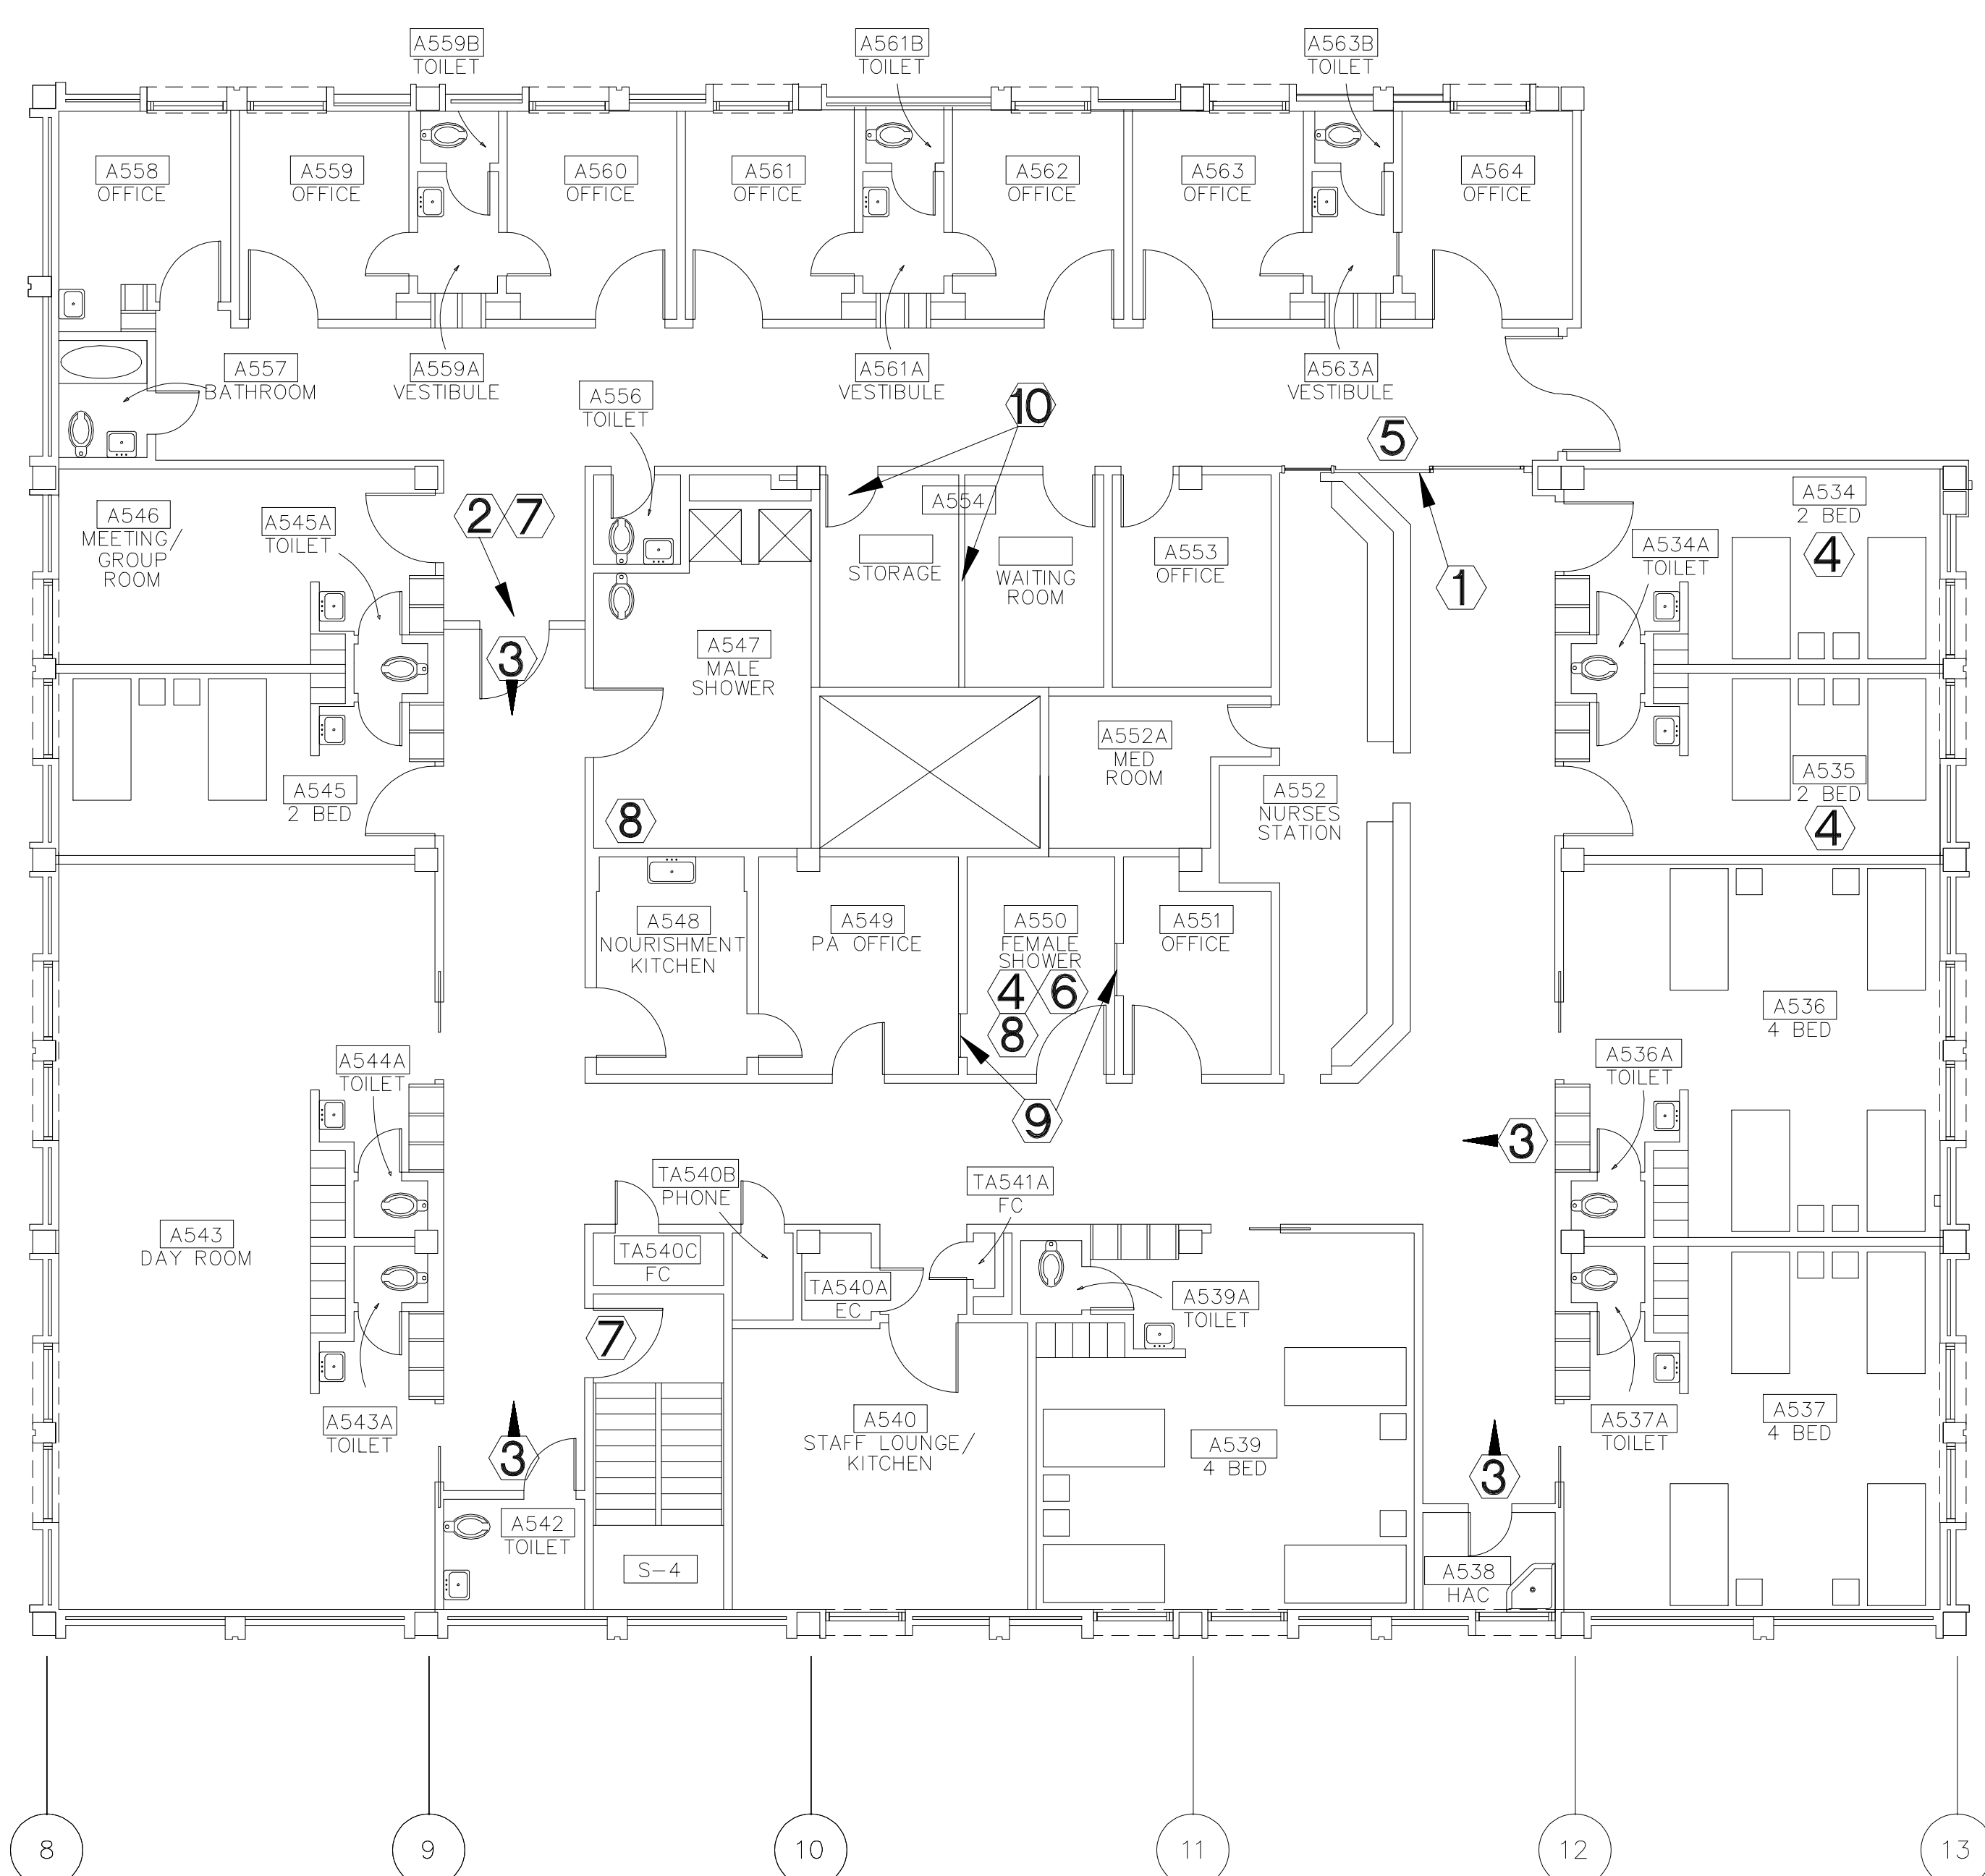 A559B
TOILET
A561B
TOILET
A563B
TOILET
A558
OFFICE
A559
OFFICE
A560
OFFICE
A561
OFFICE
A562
OFFICE
A563
OFFICE
A564
OFFICE
A557
BATHROOM
A559A
VESTIBULE
A556
TOILET
A561A
VESTIBULE
10
A563A
VESTIBULE
5
A546
MEETING/
GROUP
ROOM
A545A
TOILET
2
7
A554
STORAGE
WAITING
ROOM
A553
OFFICE
1
A534
2 BED
4
A534A
TOILET
3
A547
MALE
SHOWER
A552A
MED
ROOM
A545
2 BED
8
A552
NURSES
STATION
A535
2 BED
4
A548
NOURISHMENT
KITCHEN
A549
PA OFFICE
A550
FEMALE
SHOWER
4
6
8
A551
OFFICE
A536
4 BED
A544A
TOILET
A536A
TOILET
9
3
TA540B
PHONE
TA541A
FC
A543
DAY ROOM
TA540C
FC
TA540A
EC
A539A
TOILET
7
A543A
TOILET
3
A540
STAFF LOUNGE/
KITCHEN
A539
4 BED
3
A537A
TOILET
A537
4 BED
A542
TOILET
S-4
A538
HAC
8
9
10
11
12
13